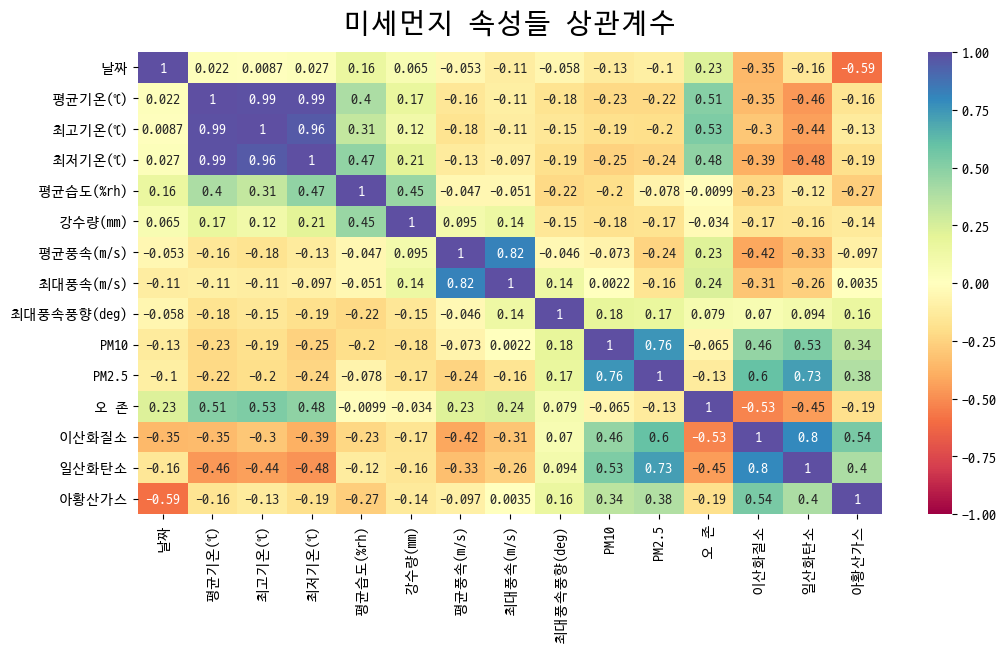 미세먼지 속성들 상관계수
날짜 1 0.022 0.0087 0.027 0.16 0.065 −0.053 −0.11 −0.058 −0.13 −0.1 0.23 −0.35 −0.16 −0.59
평균기온(℃) 0.022 1 0.99 0.99 0.4 0.17 −0.16 −0.11 −0.18 −0.23 −0.22 0.51 −0.35 −0.46 −0.16
최고기온(℃) 0.0087 0.99 1 0.96 0.31 0.12 −0.18 −0.11 −0.15 −0.19 −0.2 0.53 −0.3 −0.44 −0.13
최저기온(℃) 0.027 0.99 0.96 1 0.47 0.21 −0.13 −0.097 −0.19 −0.25 −0.24 0.48 −0.39 −0.48 −0.19
평균습도(%rh) 0.16 0.4 0.31 0.47 1 0.45 −0.047 −0.051 −0.22 −0.2 −0.078 −0.0099 −0.23 −0.12 −0.27
강수량(mm) 0.065 0.17 0.12 0.21 0.45 1 0.095 0.14 −0.15 −0.18 −0.17 −0.034 −0.17 −0.16 −0.14
평균풍속(m/s) −0.053 −0.16 −0.18 −0.13 −0.047 0.095 1 0.82 −0.046 −0.073 −0.24 0.23 −0.42 −0.33 −0.097
최대풍속(m/s) −0.11 −0.11 −0.11 −0.097 −0.051 0.14 0.82 1 0.14 0.0022 −0.16 0.24 −0.31 −0.26 0.0035
최대풍속풍향(deg) −0.058 −0.18 −0.15 −0.19 −0.22 −0.15 −0.046 0.14 1 0.18 0.17 0.079 0.07 0.094 0.16
PM10 −0.13 −0.23 −0.19 −0.25 −0.2 −0.18 −0.073 0.0022 0.18 1 0.76 −0.065 0.46 0.53 0.34
PM2.5 −0.1 −0.22 −0.2 −0.24 −0.078 −0.17 −0.24 −0.16 0.17 0.76 1 −0.13 0.6 0.73 0.38
오 존 0.23 0.51 0.53 0.48 −0.0099 −0.034 0.23 0.24 0.079 −0.065 −0.13 1 −0.53 −0.45 −0.19
이산화질소 −0.35 −0.35 −0.3 −0.39 −0.23 −0.17 −0.42 −0.31 0.07 0.46 0.6 −0.53 1 0.8 0.54
일산화탄소 −0.16 −0.46 −0.44 −0.48 −0.12 −0.16 −0.33 −0.26 0.094 0.53 0.73 −0.45 0.8 1 0.4
아황산가스 −0.59 −0.16 −0.13 −0.19 −0.27 −0.14 −0.097 0.0035 0.16 0.34 0.38 −0.19 0.54 0.4 1
날짜
평균기온(℃)
최고기온(℃)
최저기온(℃)
평균습도(%rh)
강수량(mm)
평균풍속(m/s)
최대풍속(m/s)
최대풍속풍향(deg)
PM10
PM2.5
오 존
이산화질소
일산화탄소
아황산가스
1.00
0.75
0.50
0.25
0.00
−0.25
−0.50
−0.75
−1.00